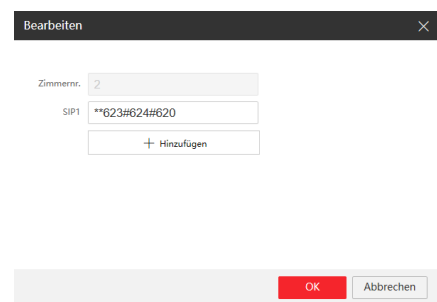 Bearbeiten
Zimmernr. 2
SIP1 **623#624#620
+ Hinzufügen
OK Abbrechen